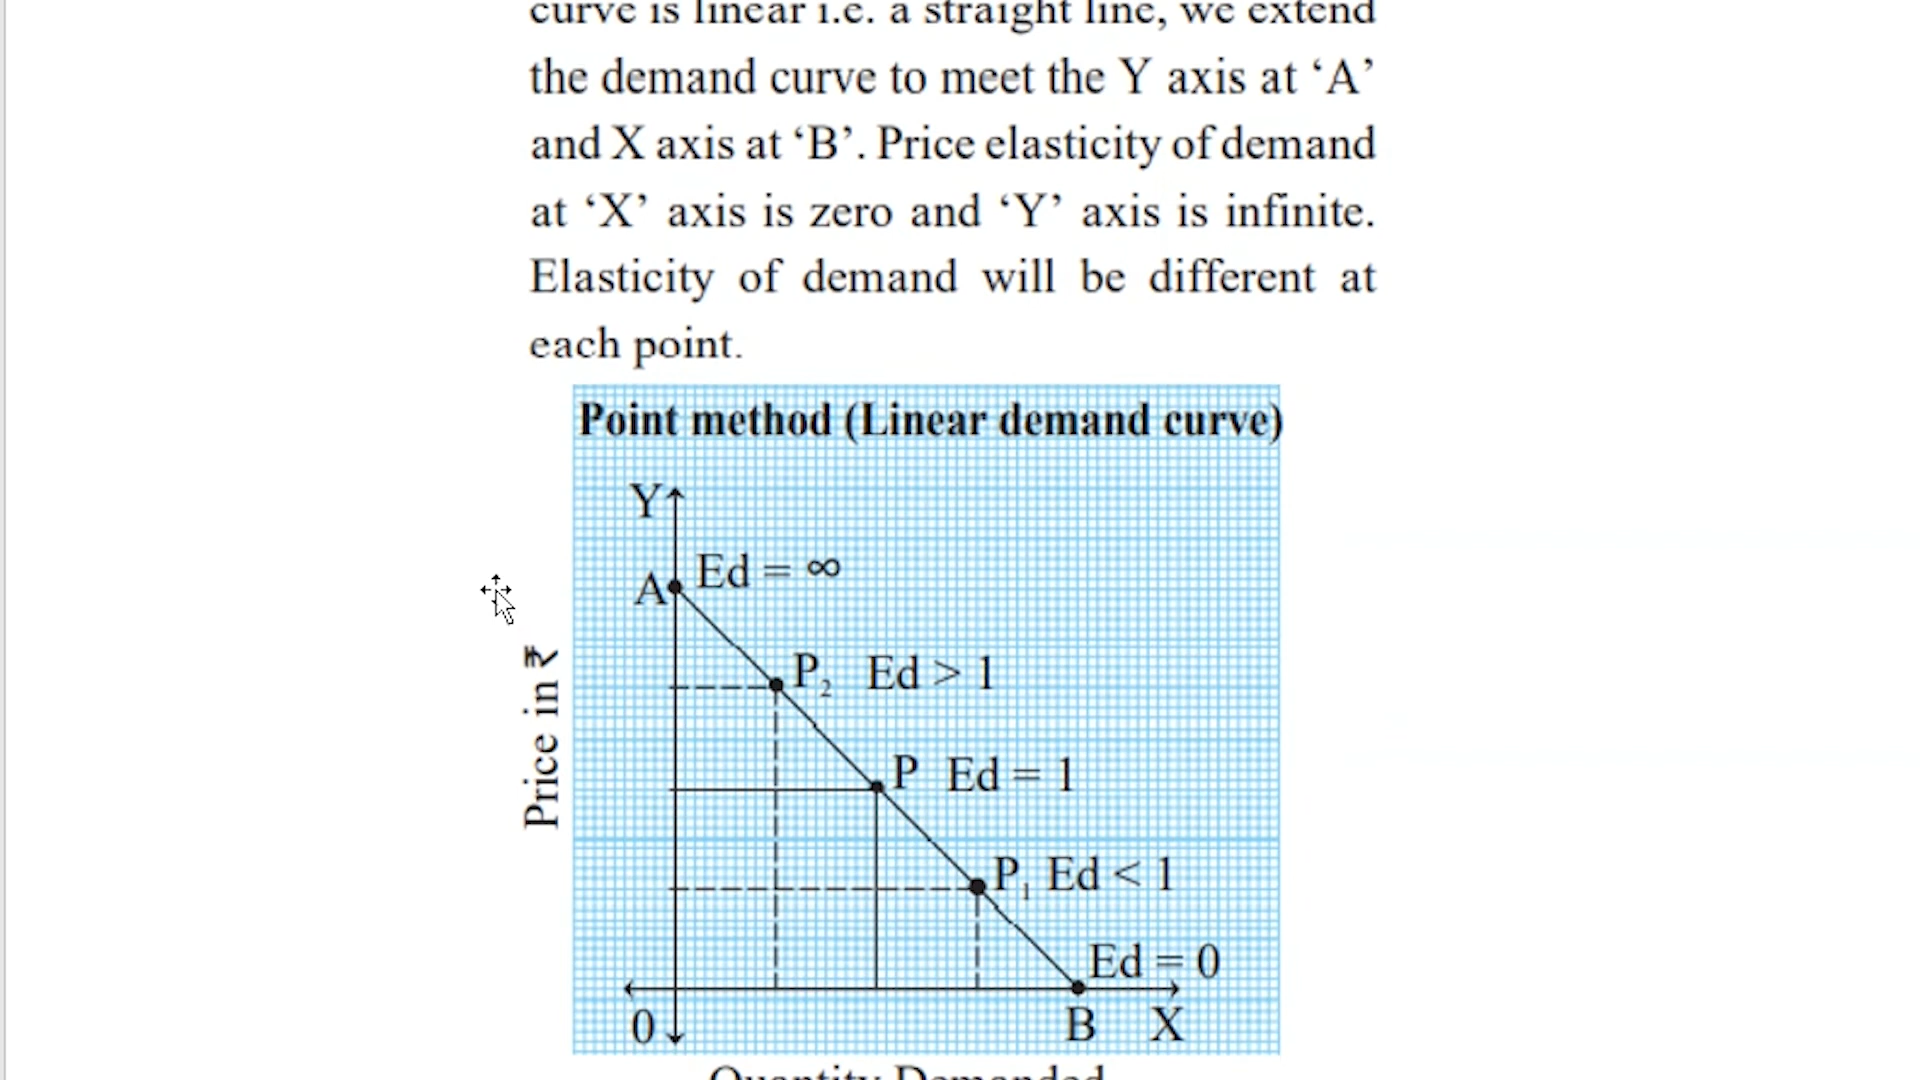 curve is linear i.e. a straight line, we extend
the demand curve to meet the Y axis at ‘A’
and X axis at ‘B’. Price elasticity of demand
at ‘X’ axis is zero and ‘Y’ axis is infinite.
Elasticity of demand will be different at
each point.
Point method (Linear demand curve)
Y
A Ed = ∞
P₂ Ed > 1
Price in ₹
P Ed = 1
P₁ Ed < 1
Ed = 0
0 B X
Quantity Demanded